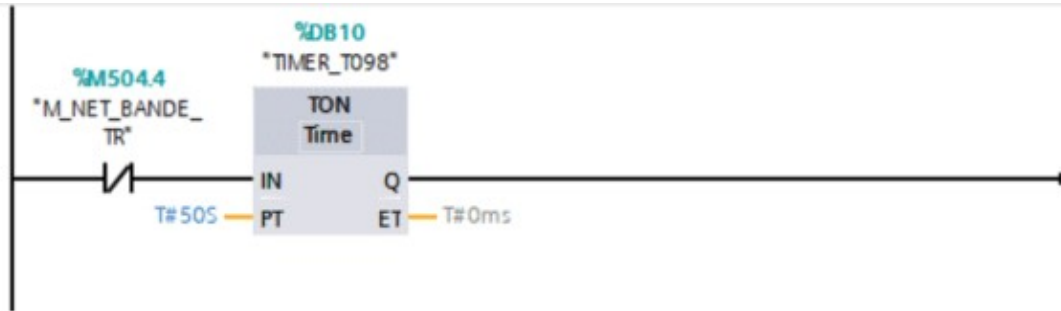 %DB10
"TIMER_T098"
%M504.4
"M_NET_BANDE_
TR"
TON
Time
IN
Q
T#50S
PT
ET
T#0ms